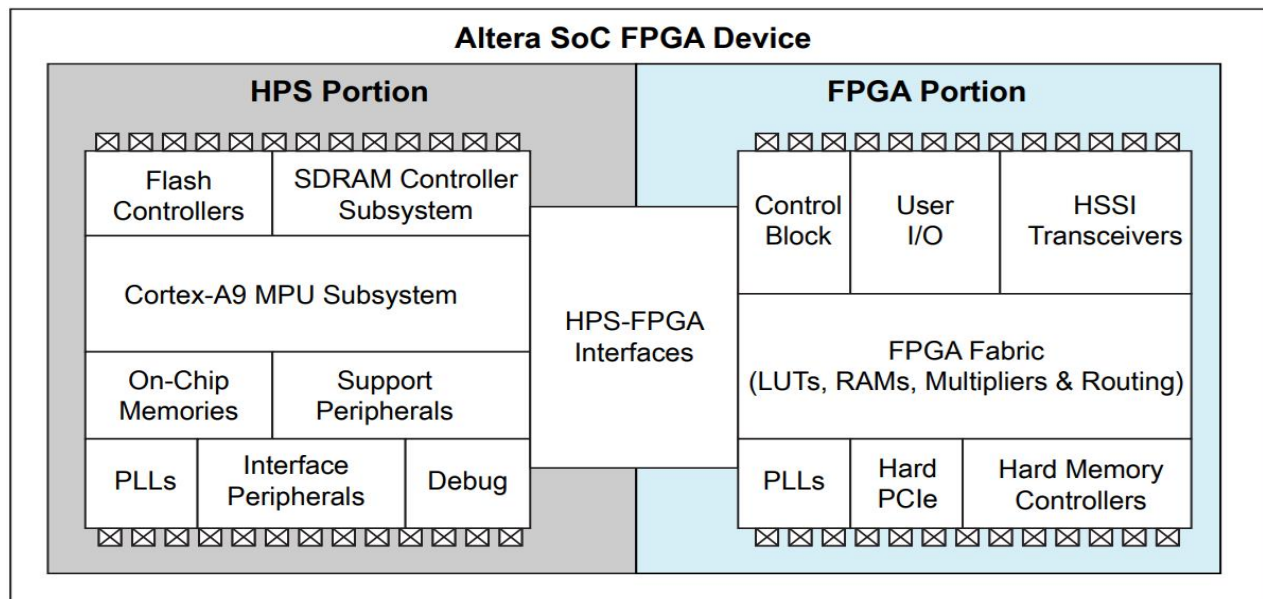 Altera SoC FPGA Device
HPS Portion
FPGA Portion
Flash
Controllers
SDRAM Controller
Subsystem
Cortex-A9 MPU Subsystem
On-Chip
Memories
Support
Peripherals
PLLs
Interface
Peripherals
Debug
HPS-FPGA
Interfaces
Control
Block
User
I/O
HSSI
Transceivers
FPGA Fabric
(LUTs, RAMs, Multipliers & Routing)
PLLs
Hard
PCIe
Hard Memory
Controllers